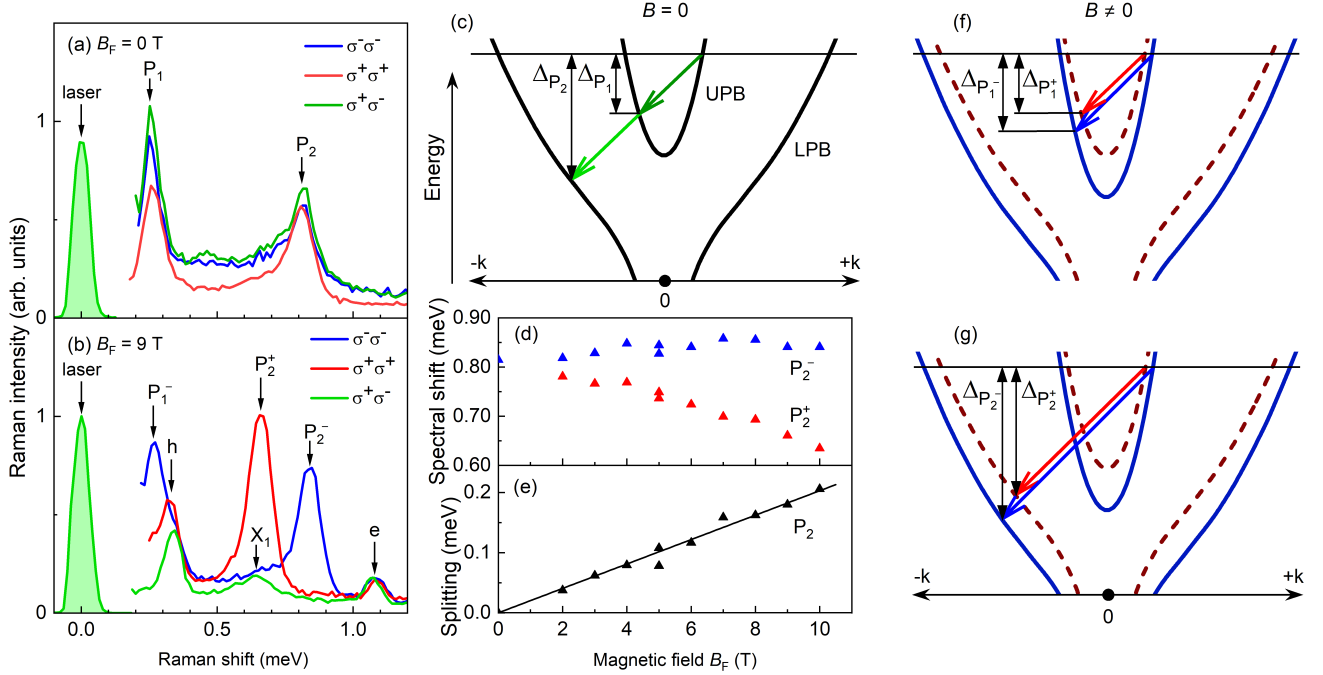 (a) B_F = 0 T
σ⁻σ⁻
σ⁺σ⁺
σ⁺σ⁻
P₁
laser
P₂
1
0
(b) B_F = 9 T
σ⁻σ⁻
σ⁺σ⁺
σ⁺σ⁻
laser
P₁⁻
h
P₂⁺
P₂⁻
X₁
e
1
0
0.0 0.5 1.0
Raman shift (meV)
Raman intensity (arb. units)
(c) B = 0
Δ_P₂ Δ_P₁
UPB
LPB
Energy
-k +k
0
(d)
0.90
0.80
0.70
0.60
P₂⁻
P₂⁺
Spectral shift (meV)
(e)
0.2
0.1
0.0
P₂
Splitting (meV)
0 2 4 6 8 10
Magnetic field B_F (T)
(f) B ≠ 0
Δ_P₁⁻ Δ_P₁⁺
(g)
Δ_P₂⁻ Δ_P₂⁺
-k +k
0